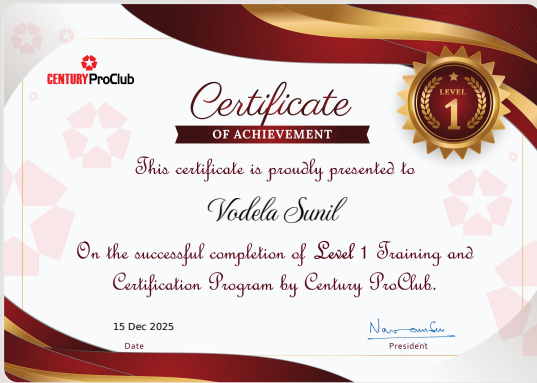 CENTURY ProClub
LEVEL
1
Certificate
OF ACHIEVEMENT
This certificate is proudly presented to
Vodela Sunil
On the successful completion of Level 1 Training and
Certification Program by Century ProClub.
15 Dec 2025
Date
President